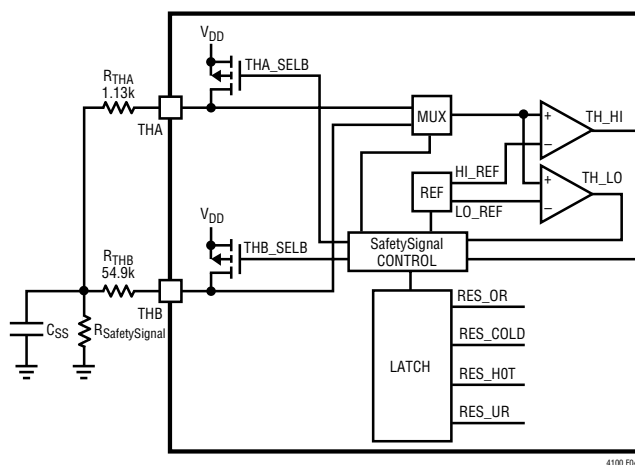 V_DD
THA_SELB
R_THA
1.13k
THA
MUX
+
–
TH_HI
HI_REF
TH_LO
REF
LO_REF
+
–
V_DD
THB_SELB
SafetySignal
CONTROL
R_THB
54.9k
THB
C_SS
R_SafetySignal
LATCH
RES_OR
RES_COLD
RES_H0T
RES_UR